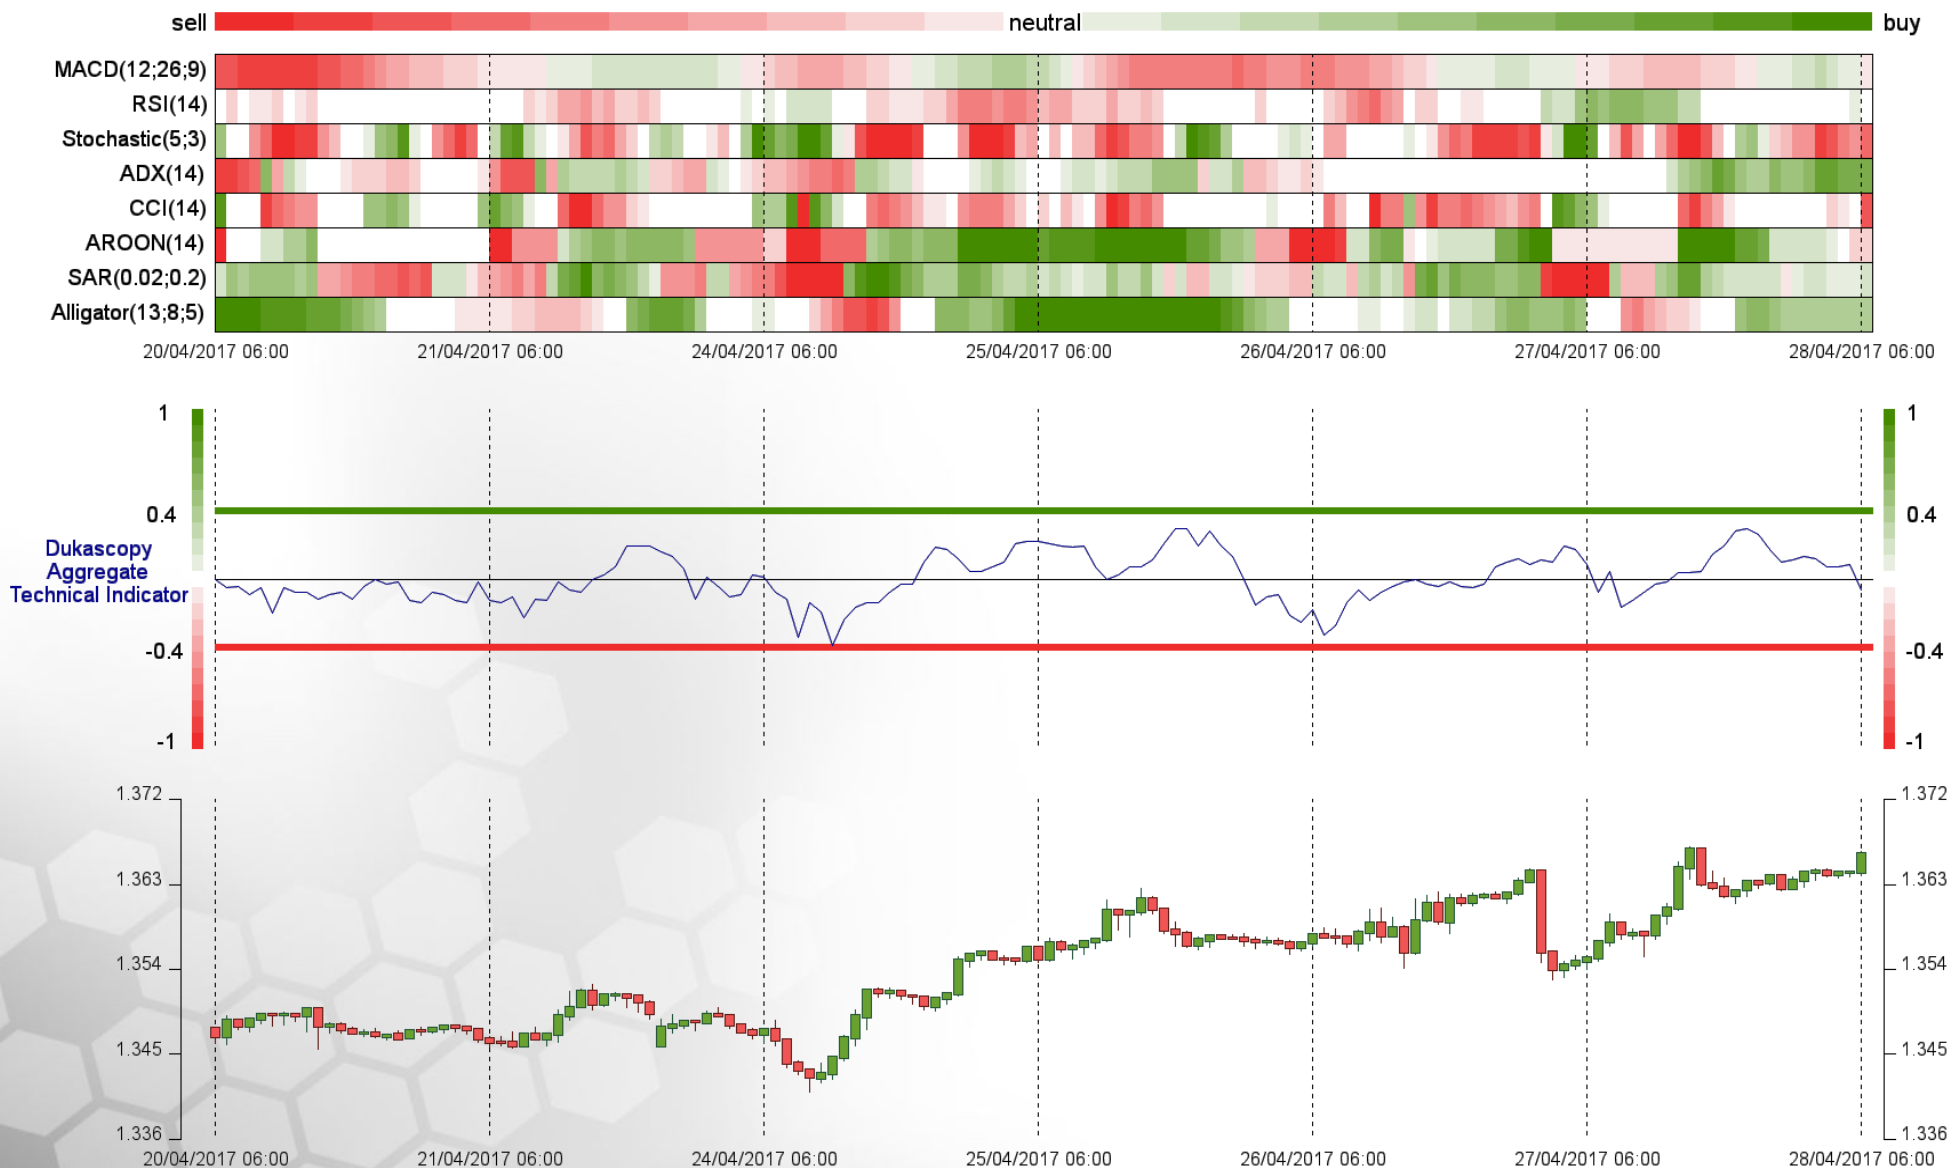 sell neutral buy
MACD(12;26;9)
RSI(14)
Stochastic(5;3)
ADX(14)
CCI(14)
AROON(14)
SAR(0.02;0.2)
Alligator(13;8;5)
20/04/2017 06:00 21/04/2017 06:00 24/04/2017 06:00 25/04/2017 06:00 26/04/2017 06:00 27/04/2017 06:00 28/04/2017 06:00
1 1
0.4 0.4
Dukascopy
Aggregate
Technical Indicator
-0.4 -0.4
-1 -1
1.372 1.372
1.363 1.363
1.354 1.354
1.345 1.345
1.336 1.336
20/04/2017 06:00 21/04/2017 06:00 24/04/2017 06:00 25/04/2017 06:00 26/04/2017 06:00 27/04/2017 06:00 28/04/2017 06:00